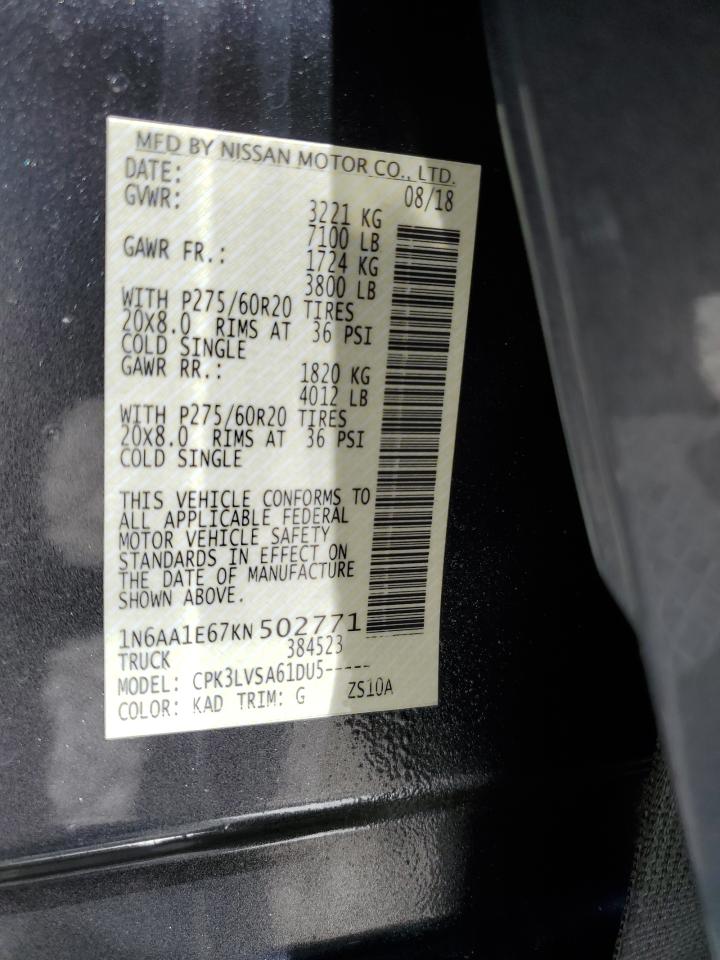 MFD BY NISSAN MOTOR CO., LTD.
DATE: 08/18
GVWR: 3221 KG
7100 LB
GAWR FR.: 1724 KG
3800 LB
WITH P275/60R20 TIRES
20X8.0 RIMS AT 36 PSI
COLD SINGLE
GAWR RR.: 1820 KG
4012 LB
WITH P275/60R20 TIRES
20X8.0 RIMS AT 36 PSI
COLD SINGLE
THIS VEHICLE CONFORMS TO
ALL APPLICABLE FEDERAL
MOTOR VEHICLE SAFETY
STANDARDS IN EFFECT ON
THE DATE OF MANUFACTURE
SHOWN ABOVE.
1N6AA1E67KN502771
TRUCK 384523
MODEL: CPK3LVSA61DU5-----
COLOR: KAD TRIM: G ZS10A